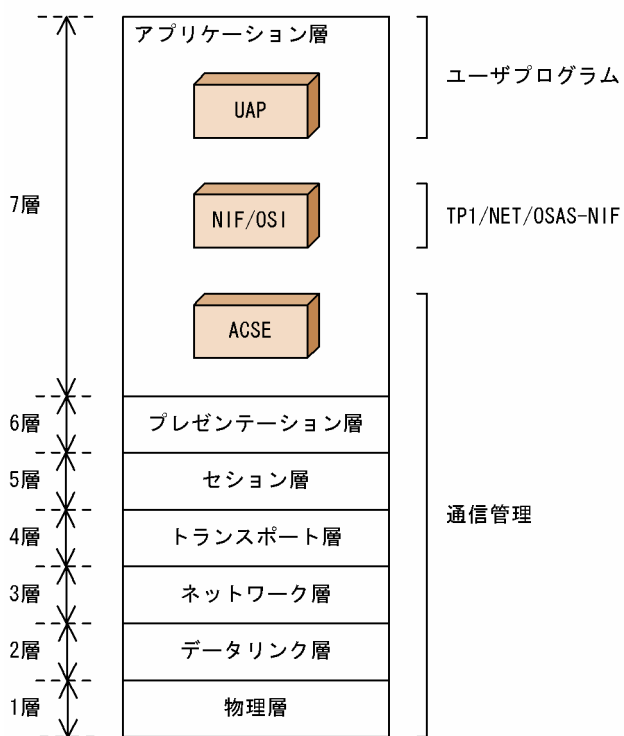 アプリケーション層
ユーザプログラム
UAP
7層
NIF/OSI
TP1/NET/OSAS-NIF
ACSE
6層
プレゼンテーション層
5層
セション層
4層
トランスポート層
通信管理
3層
ネットワーク層
2層
データリンク層
1層
物理層